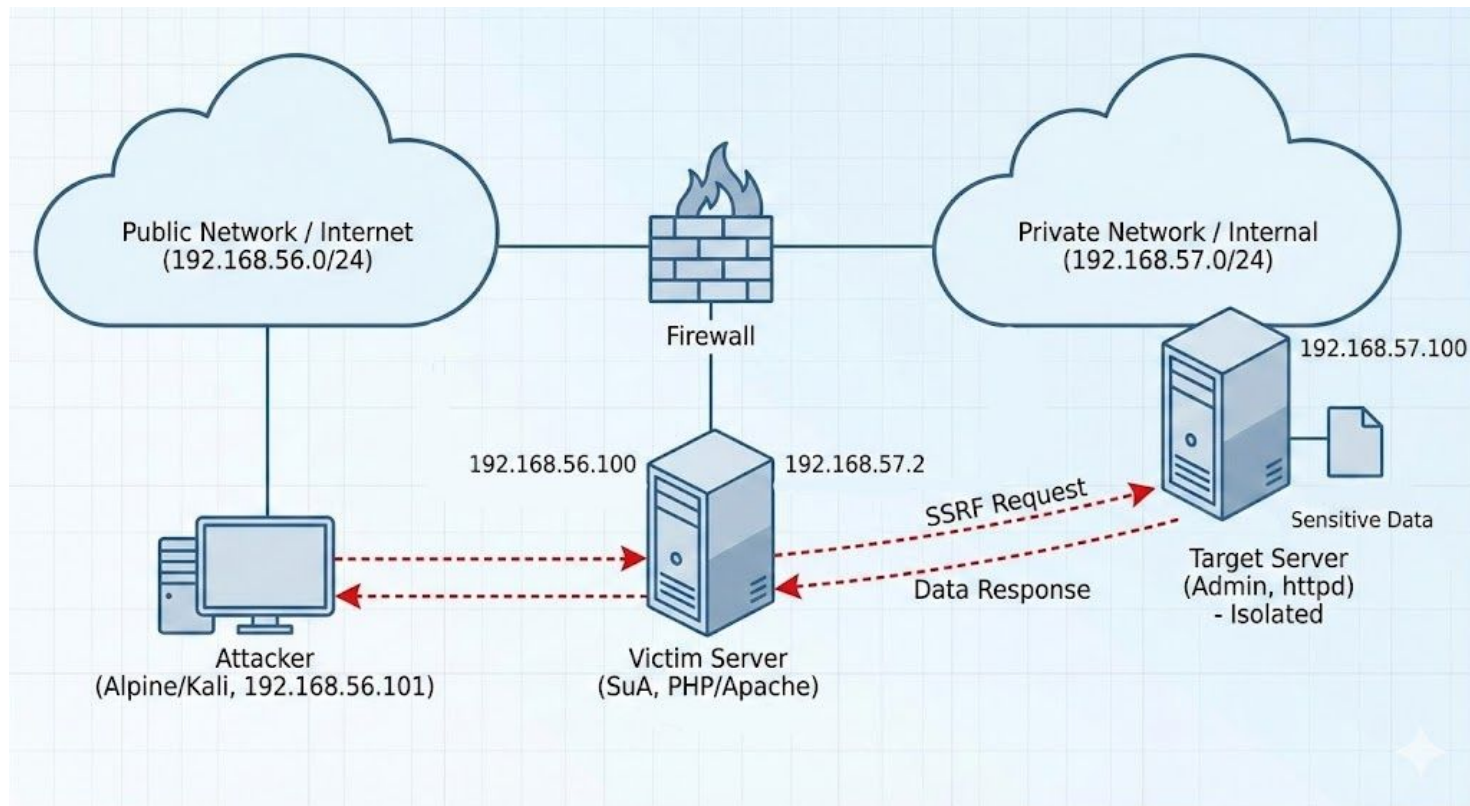 Public Network / Internet
(192.168.56.0/24)
Private Network / Internal
(192.168.57.0/24)
Firewall
192.168.57.100
192.168.56.100
192.168.57.2
SSRF Request
Sensitive Data
Target Server
(Admin, httpd)
- Isolated
Data Response
Attacker
(Alpine/Kali, 192.168.56.101)
Victim Server
(SuA, PHP/Apache)